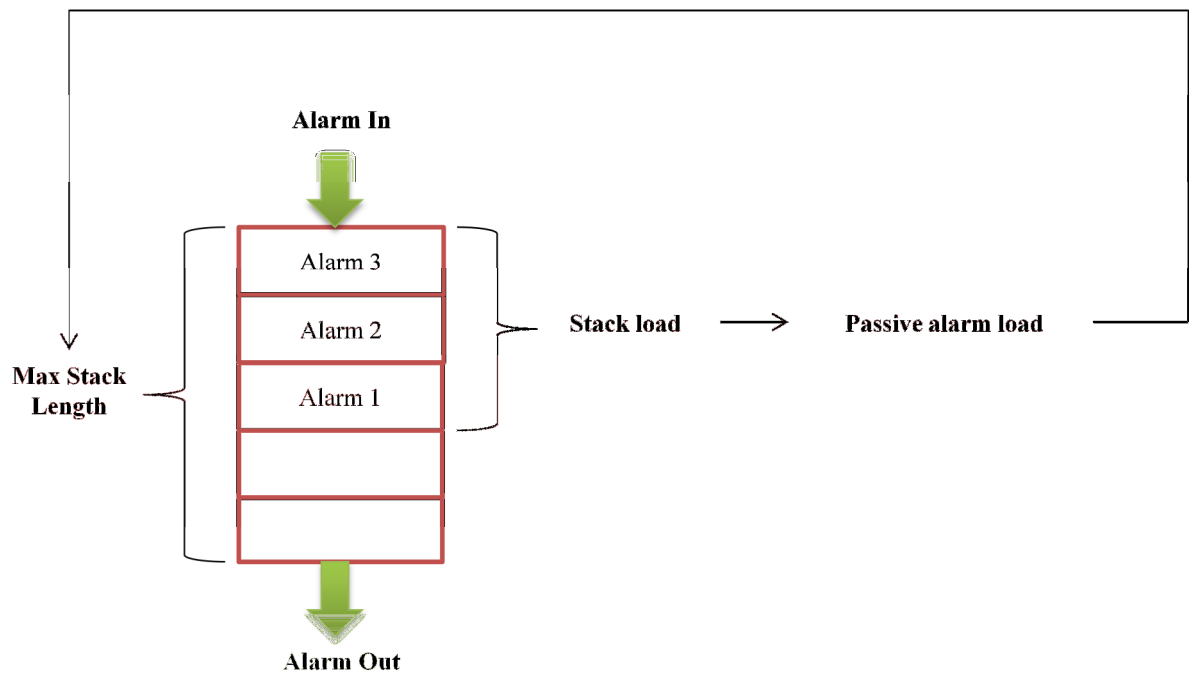 Alarm In
Alarm 3
Alarm 2
Stack load
Passive alarm load
Max Stack
Length
Alarm 1
Alarm Out